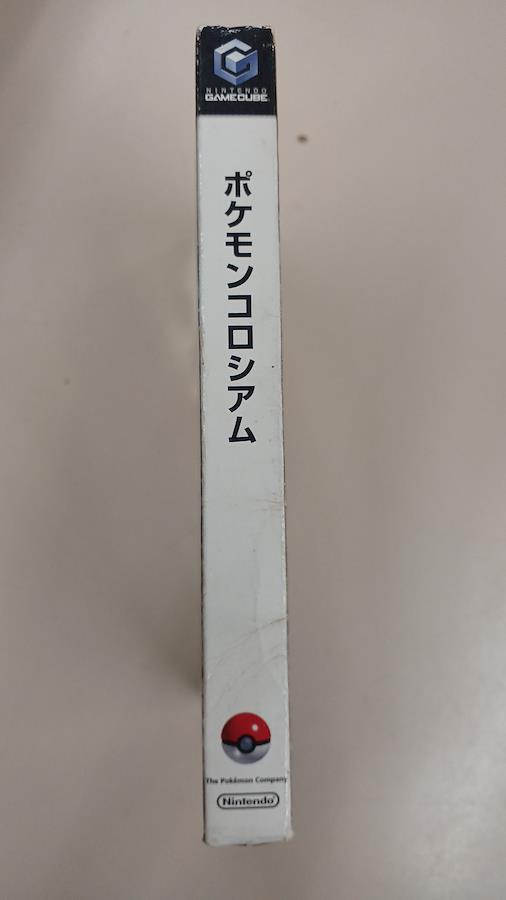 NINTENDO
GAMECUBE
ポケモンコロシアム
The Pokémon Company
Nintendo